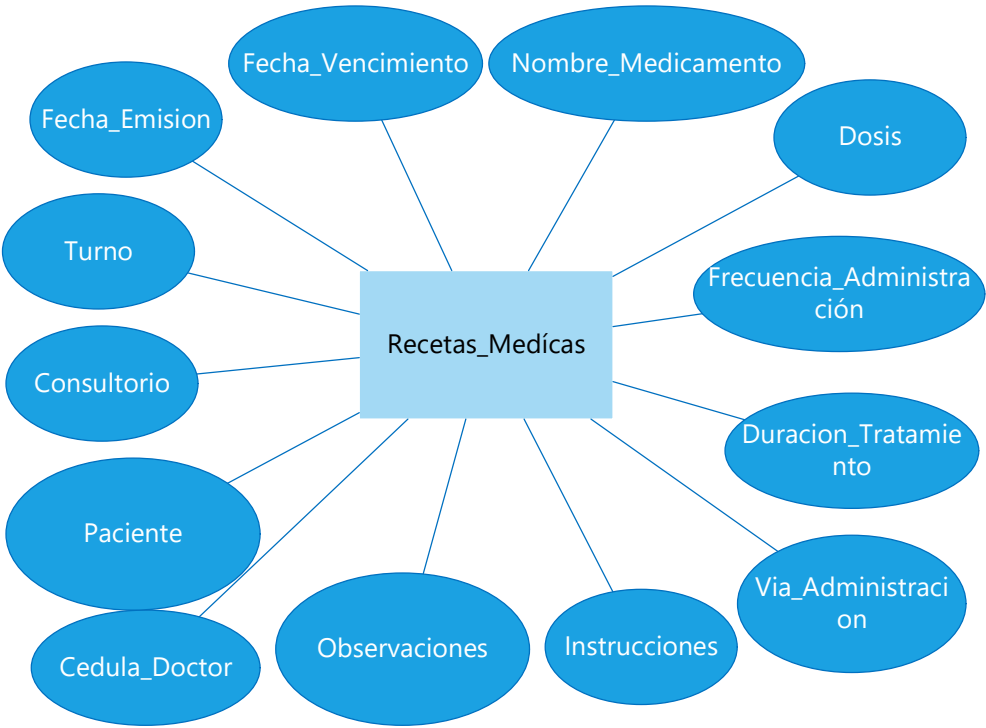 Fecha_Vencimiento
Nombre_Medicamento
Fecha_Emision
Dosis
Turno
Frecuencia_Administra
ción
Recetas_Medícas
Consultorio
Duracion_Tratamie
nto
Paciente
Via_Administraci
on
Cedula_Doctor
Observaciones
Instrucciones